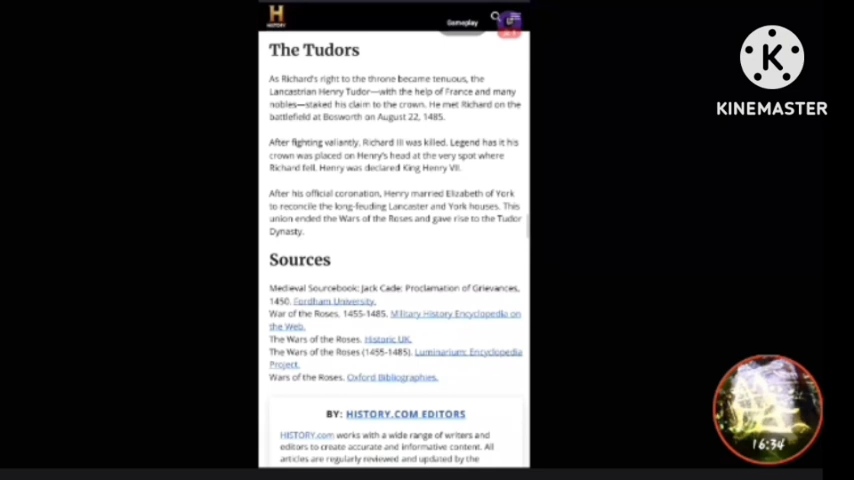 H
HISTORY
Gameplay
The Tudors
As Richard's right to the throne became tenuous, the
Lancastrian Henry Tudor—with the help of France and many
nobles—staked his claim to the crown. He met Richard on the
battlefield at Bosworth on August 22, 1485.
After fighting valiantly, Richard III was killed. Legend has it his
crown was placed on Henry's head at the very spot where
Richard fell. Henry was declared King Henry VII.
After his official coronation, Henry married Elizabeth of York
to reconcile the long-feuding Lancaster and York houses. This
union ended the Wars of the Roses and gave rise to the Tudor
Dynasty.
Sources
Medieval Sourcebook: Jack Cade: Proclamation of Grievances,
1450. Fordham University.
War of the Roses, 1455-1485. Military History Encyclopedia on
the Web.
The Wars of the Roses. Historic UK.
The Wars of the Roses (1455-1485). Luminarium: Encyclopedia
Project.
Wars of the Roses. Oxford Bibliographies.
BY: HISTORY.COM EDITORS
HISTORY.com works with a wide range of writers and
editors to create accurate and informative content. All
articles are regularly reviewed and updated by the
K
KINEMASTER
16:34